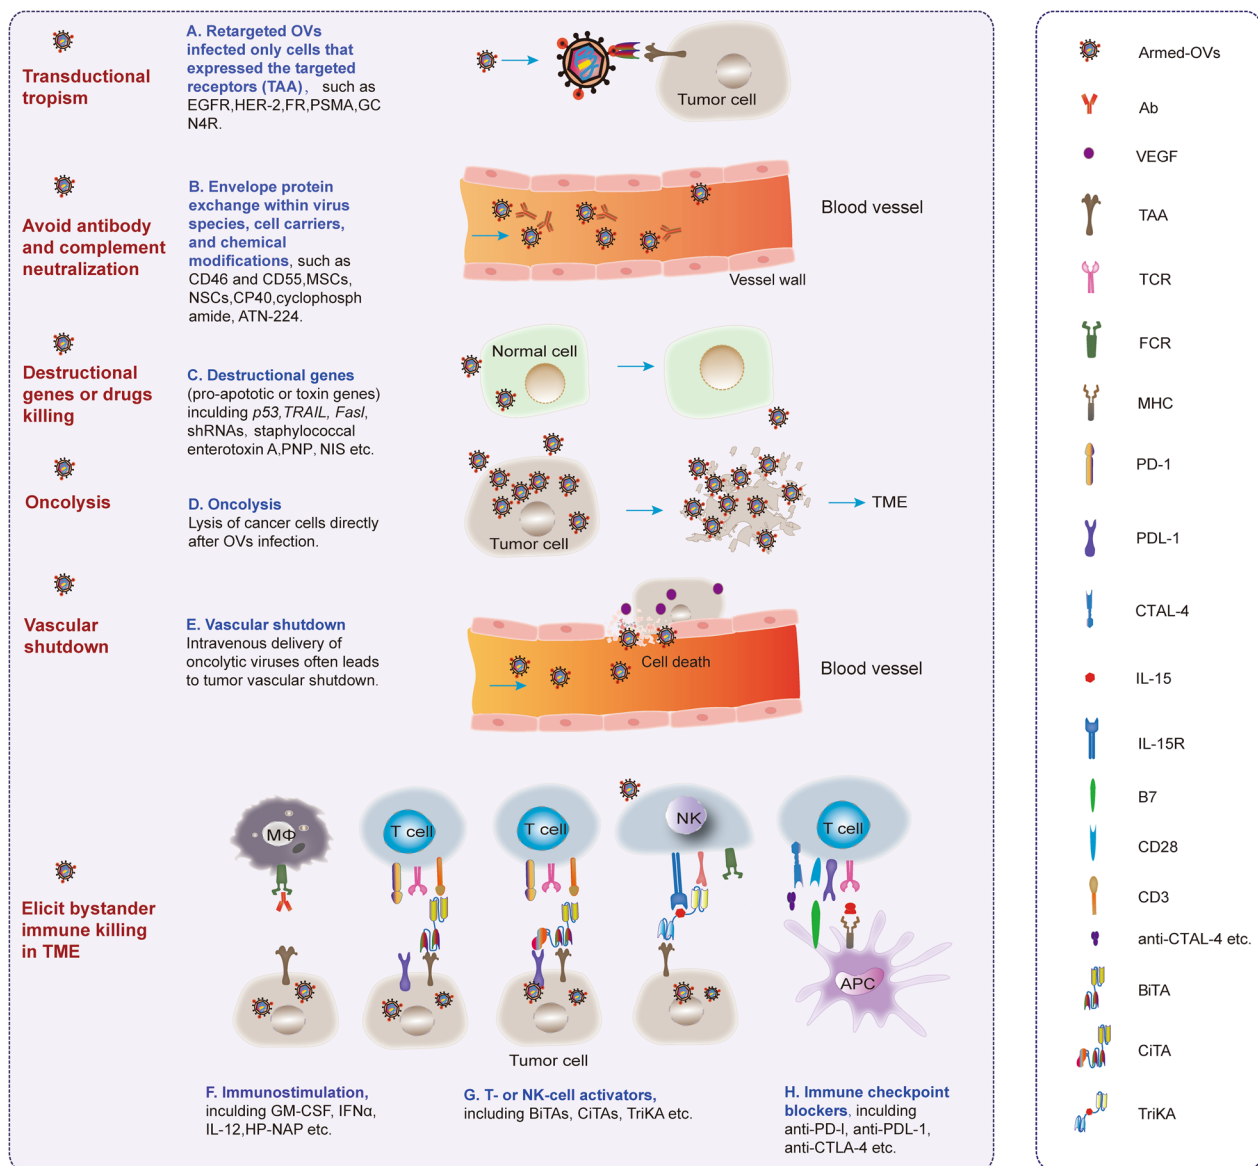 Transductional
tropism
A. Retargeted OVs
infected only cells that
expressed the targeted
receptors (TAA), such as
EGFR,HER-2,FR,PSMA,GC
N4R.
Tumor cell
Avoid antibody
and complement
neutralization
B. Envelope protein
exchange within virus
species, cell carriers,
and chemical
modifications, such as
CD46 and CD55,MSCs,
NSCs,CP40,cyclophosph
amide, ATN-224.
Blood vessel
Vessel wall
Destructional
genes or drugs
killing
C. Destructional genes
(pro-apototic or toxin genes)
inculding p53,TRAIL, Fasl,
shRNAs, staphylococcal
enterotoxin A,PNP, NIS etc.
Normal cell
Oncolysis
D. Oncolysis
Lysis of cancer cells directly
after OVs infection.
Tumor cell
TME
Vascular
shutdown
E. Vascular shutdown
Intravenous delivery of
oncolytic viruses often leads
to tumor vascular shutdown.
Cell death
Blood vessel
Elicit bystander
immune killing
in TME
MΦ
T cell
T cell
NK
T cell
APC
Tumor cell
F. Immunostimulation,
inculding GM-CSF, IFNα,
IL-12,HP-NAP etc.
G. T- or NK-cell activators,
including BiTAs, CiTAs, TriKA etc.
H. Immune checkpoint
blockers, inculding
anti-PD-I, anti-PDL-1,
anti-CTLA-4 etc.
Armed-OVs
Ab
VEGF
TAA
TCR
FCR
MHC
PD-1
PDL-1
CTAL-4
IL-15
IL-15R
B7
CD28
CD3
anti-CTAL-4 etc.
BiTA
CiTA
TriKA